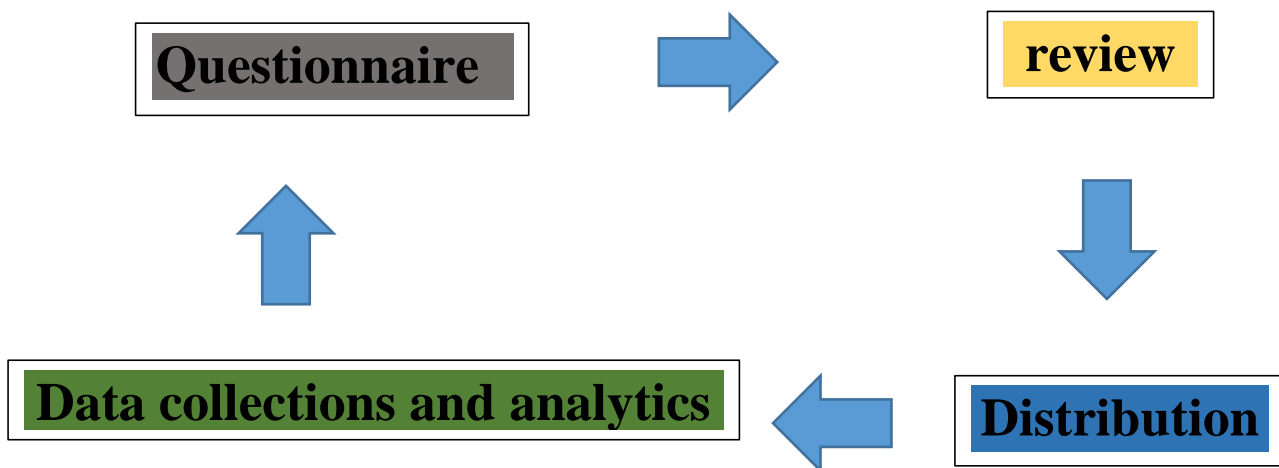 Questionnaire
review
Data collections and analytics
Distribution